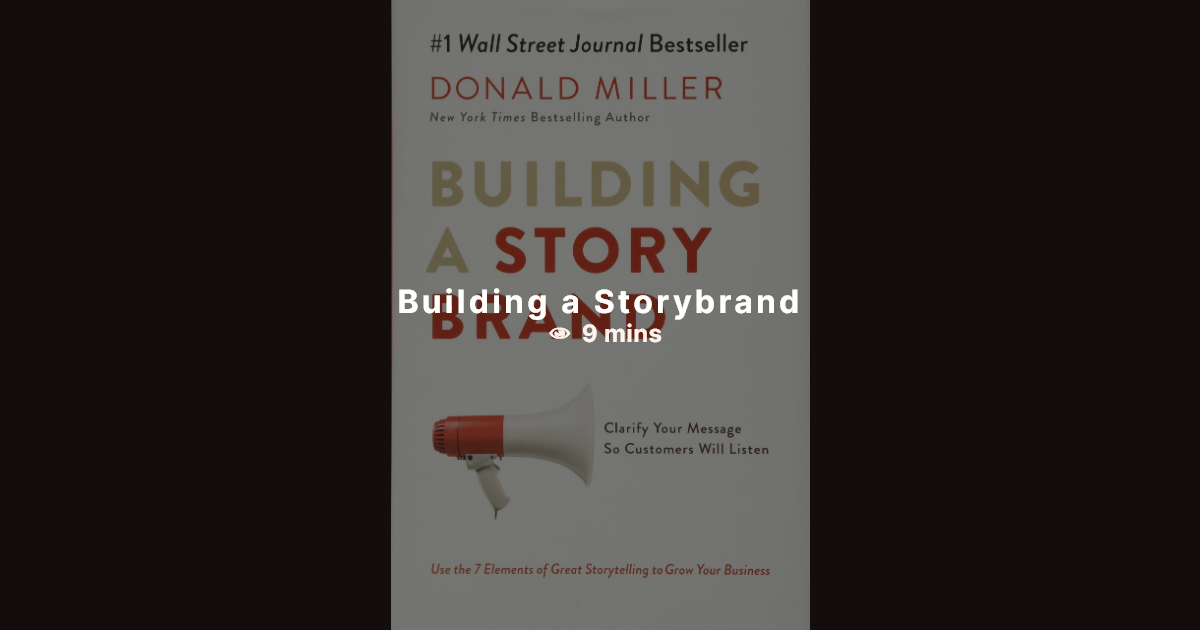 #1 Wall Street Journal Bestseller
DONALD MILLER
New York Times Bestselling Author
BUILDING
A STORY
BRAND
Building a Storybrand
👁 9 mins
Clarify Your Message
So Customers Will Listen
Use the 7 Elements of Great Storytelling to Grow Your Business